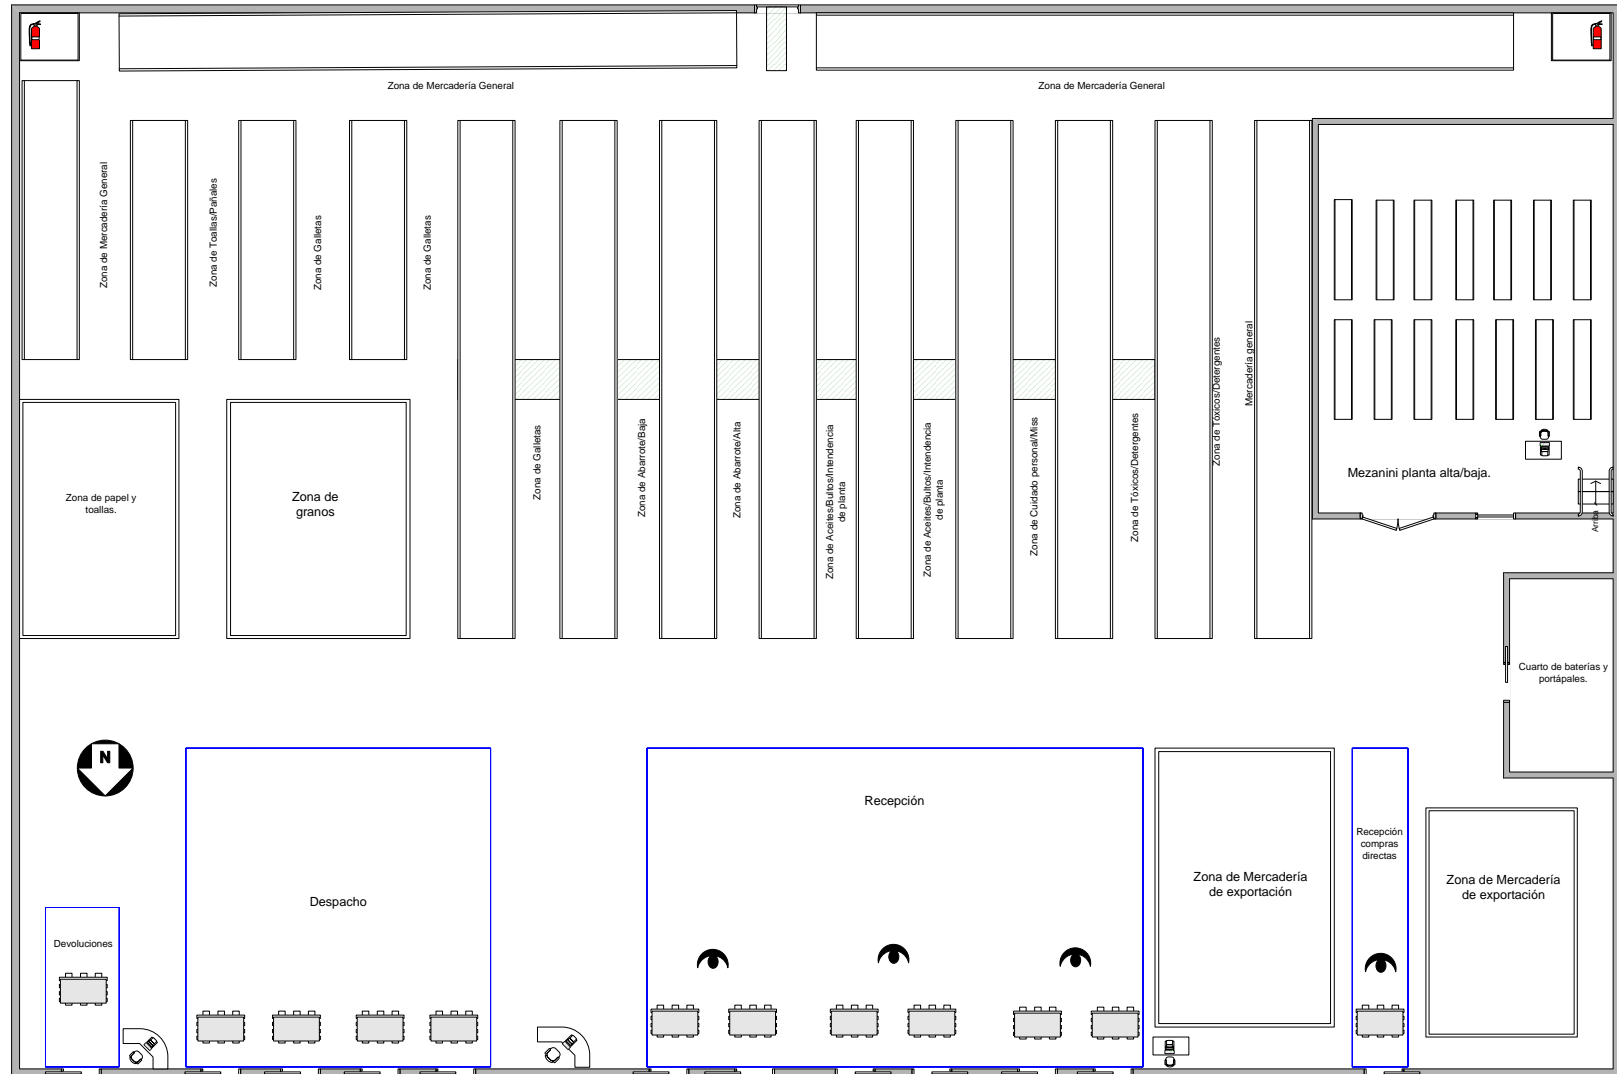 Zona de Mercadería General
Zona de Mercadería General
Zona de Mercadería General
Zona de Toallas/Pañales
Zona de Galletas
Zona de Galletas
Zona de Galletas
Zona de Abarrote/Baja
Zona de Abarrote/Alta
Zona de Aceites/Bultos/Intendencia
de planta
Zona de Aceites/Bultos/Intendencia
de planta
Zona de Cuidado personal/Miss
Zona de Tóxicos/Detergentes
Zona de Tóxicos/Detergentes
Mercadería general
Mezanini planta alta/baja.
Arriba
Zona de papel y
toallas.
Zona de
granos
Cuarto de baterías y
portápales.
N
Despacho
Recepción
Zona de Mercadería
de exportación
Recepción
compras
directas
Zona de Mercadería
de exportación
Devoluciones